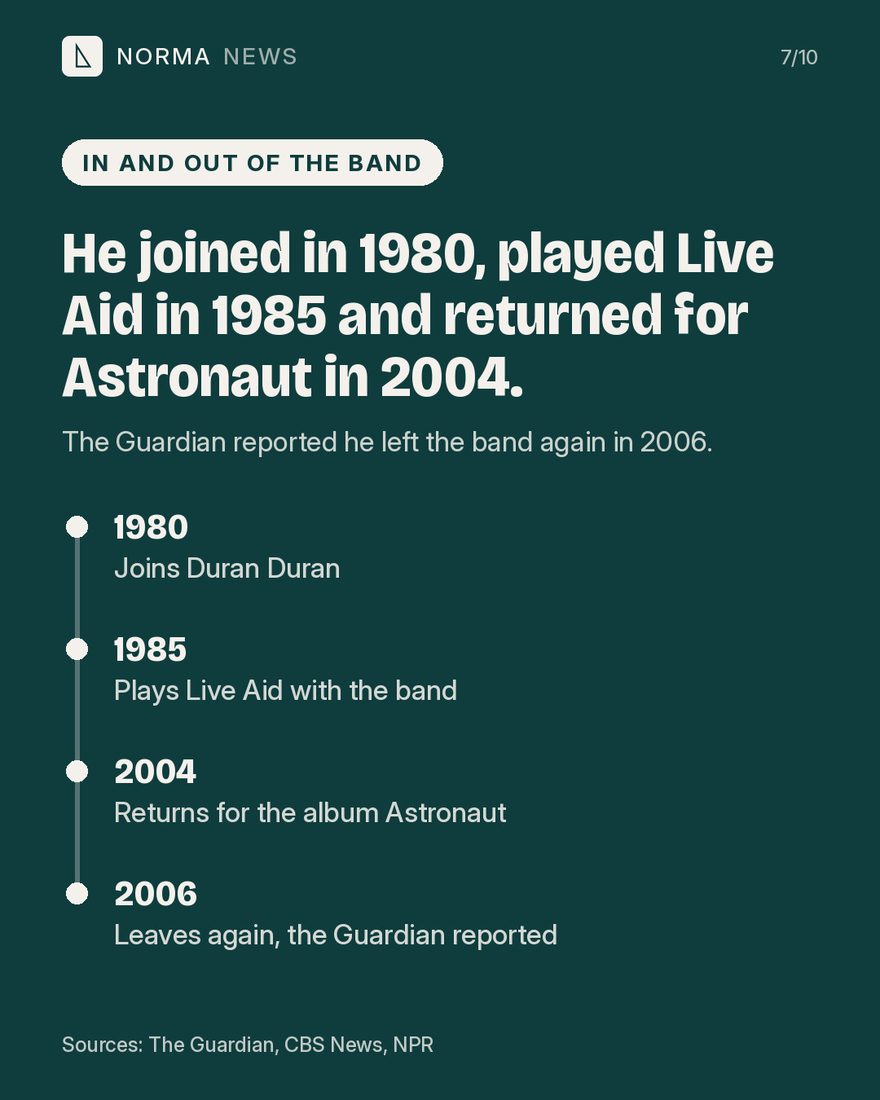 NORMA NEWS
7/10
IN AND OUT OF THE BAND
He joined in 1980, played Live
Aid in 1985 and returned for
Astronaut in 2004.
The Guardian reported he left the band again in 2006.
1980
Joins Duran Duran
1985
Plays Live Aid with the band
2004
Returns for the album Astronaut
2006
Leaves again, the Guardian reported
Sources: The Guardian, CBS News, NPR